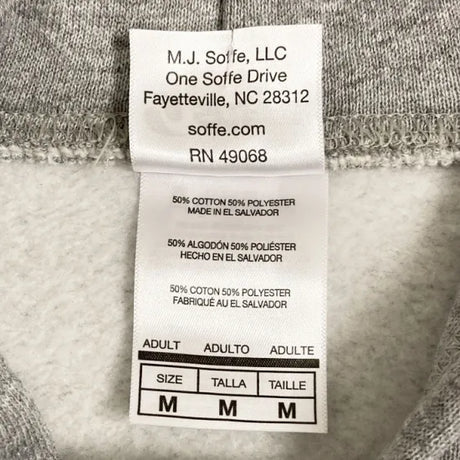 M.J. Soffe, LLC
One Soffe Drive
Fayetteville, NC 28312
soffe.com
RN 49068
50% COTTON 50% POLYESTER
MADE IN EL SALVADOR
50% ALGODÓN 50% POLIÉSTER
HECHO EN EL SALVADOR
50% COTON 50% POLYESTER
FABRIQUÉ AU EL SALVADOR
ADULT ADULTO ADULTE
SIZE TALLA TAILLE
M M M